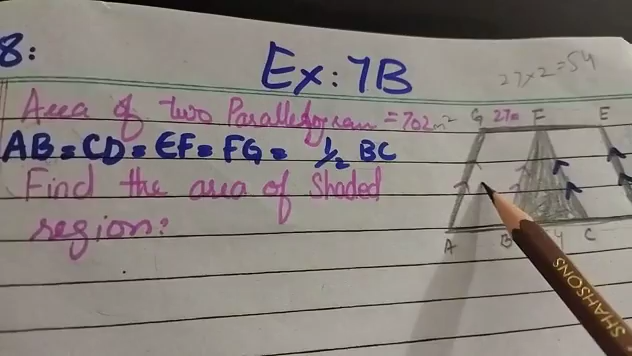 8:
Ex: 7B
27×2=54
Area of two Parallelogram = 702m²
AB = CD = EF = FG = 1/2 BC
Find the area of Shaded
region:
G 27m F E
A B 54 C
SHAHSONS